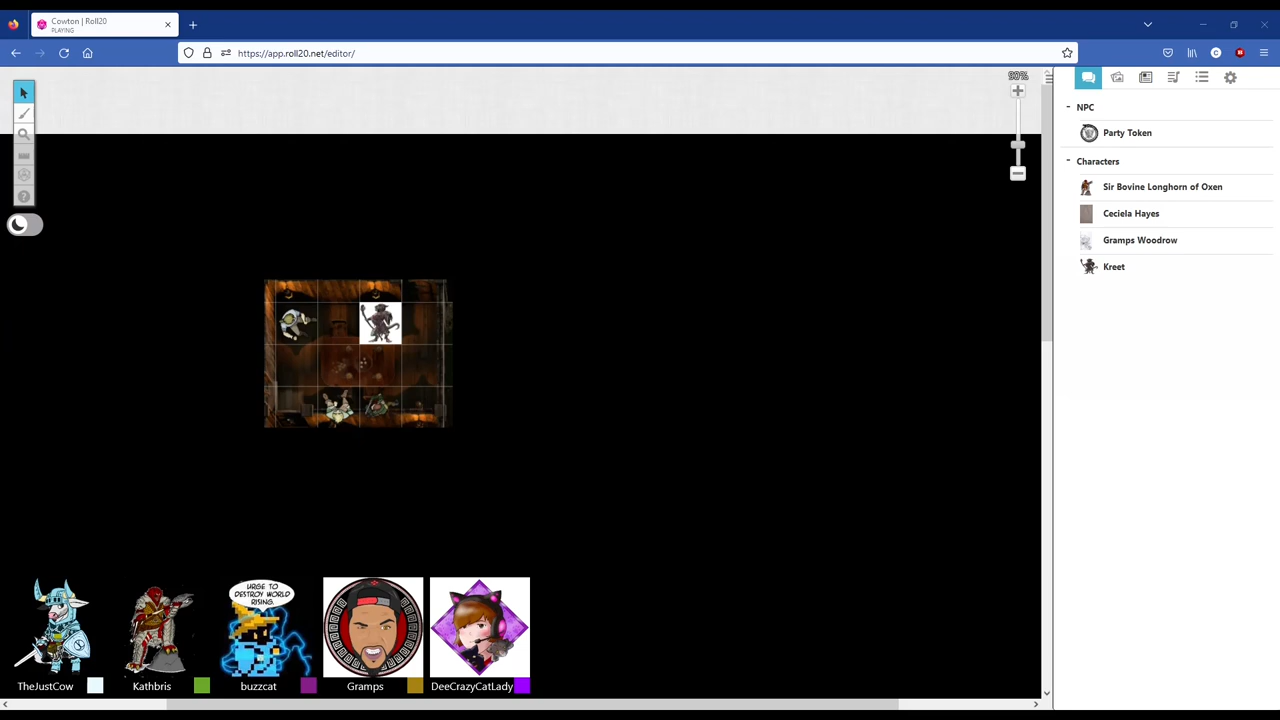 Cowton | Roll20
PLAYING
https://app.roll20.net/editor/
90%
NPC
Party Token
Characters
Sir Bovine Longhorn of Oxen
Ceciela Hayes
Gramps Woodrow
Kreet
URGE TO
DESTROY WORLD
RISING.
TheJustCow
Kathbris
buzzcat
Gramps
DeeCrazyCatLady